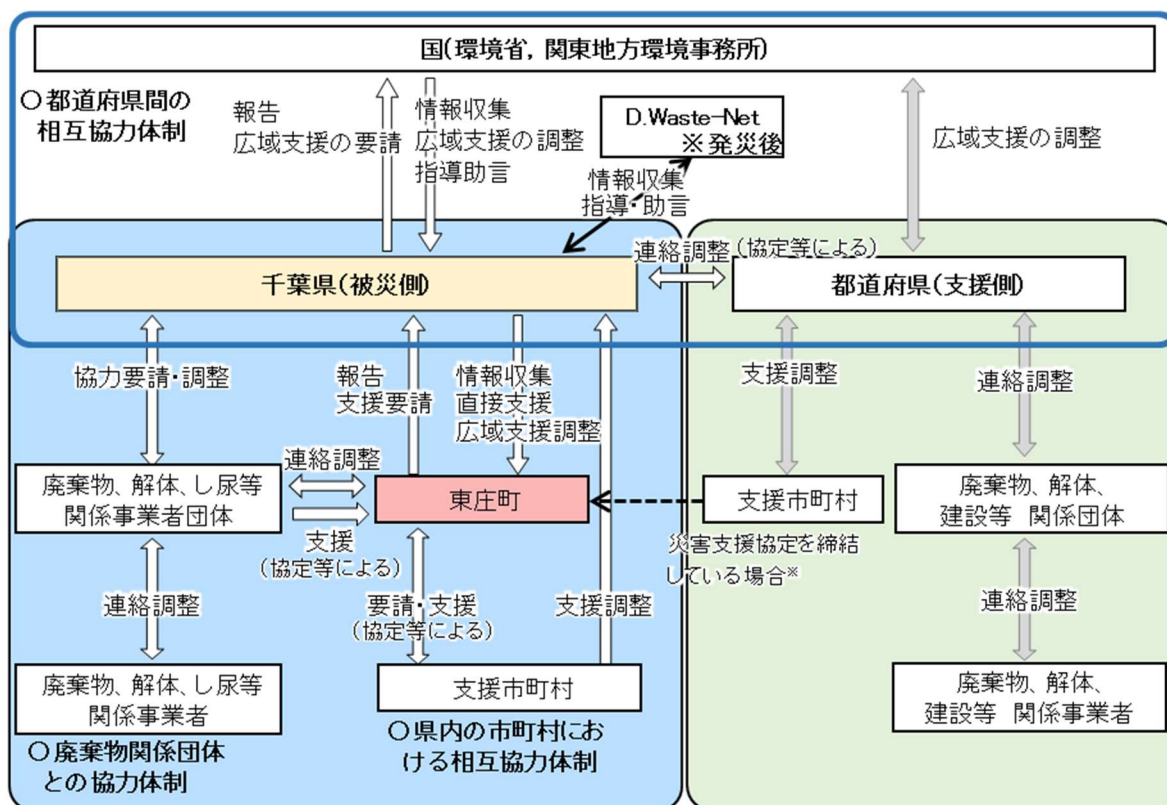 国(環境省，関東地方環境事務所)
○都道府県間の
相互協力体制
報告
広域支援の要請
情報収集
広域支援の調整
指導助言
D.Waste-Net
※発災後
広域支援の調整
情報収集
指導・助言
連絡調整(協定等による)
千葉県(被災側)
都道府県(支援側)
協力要請・調整
報告
支援要請
情報収集
直接支援
広域支援調整
支援調整
連絡調整
連絡調整
廃棄物、解体、し尿等
関係事業者団体
東庄町
支援市町村
廃棄物、解体、
建設等 関係団体
支援
(協定等による)
災害支援協定を締結
している場合※
連絡調整
要請・支援
(協定等による)
支援調整
連絡調整
廃棄物、解体、し尿等
関係事業者
支援市町村
廃棄物、解体、
建設等 関係事業者
○廃棄物関係団体
との協力体制
○県内の市町村にお
ける相互協力体制